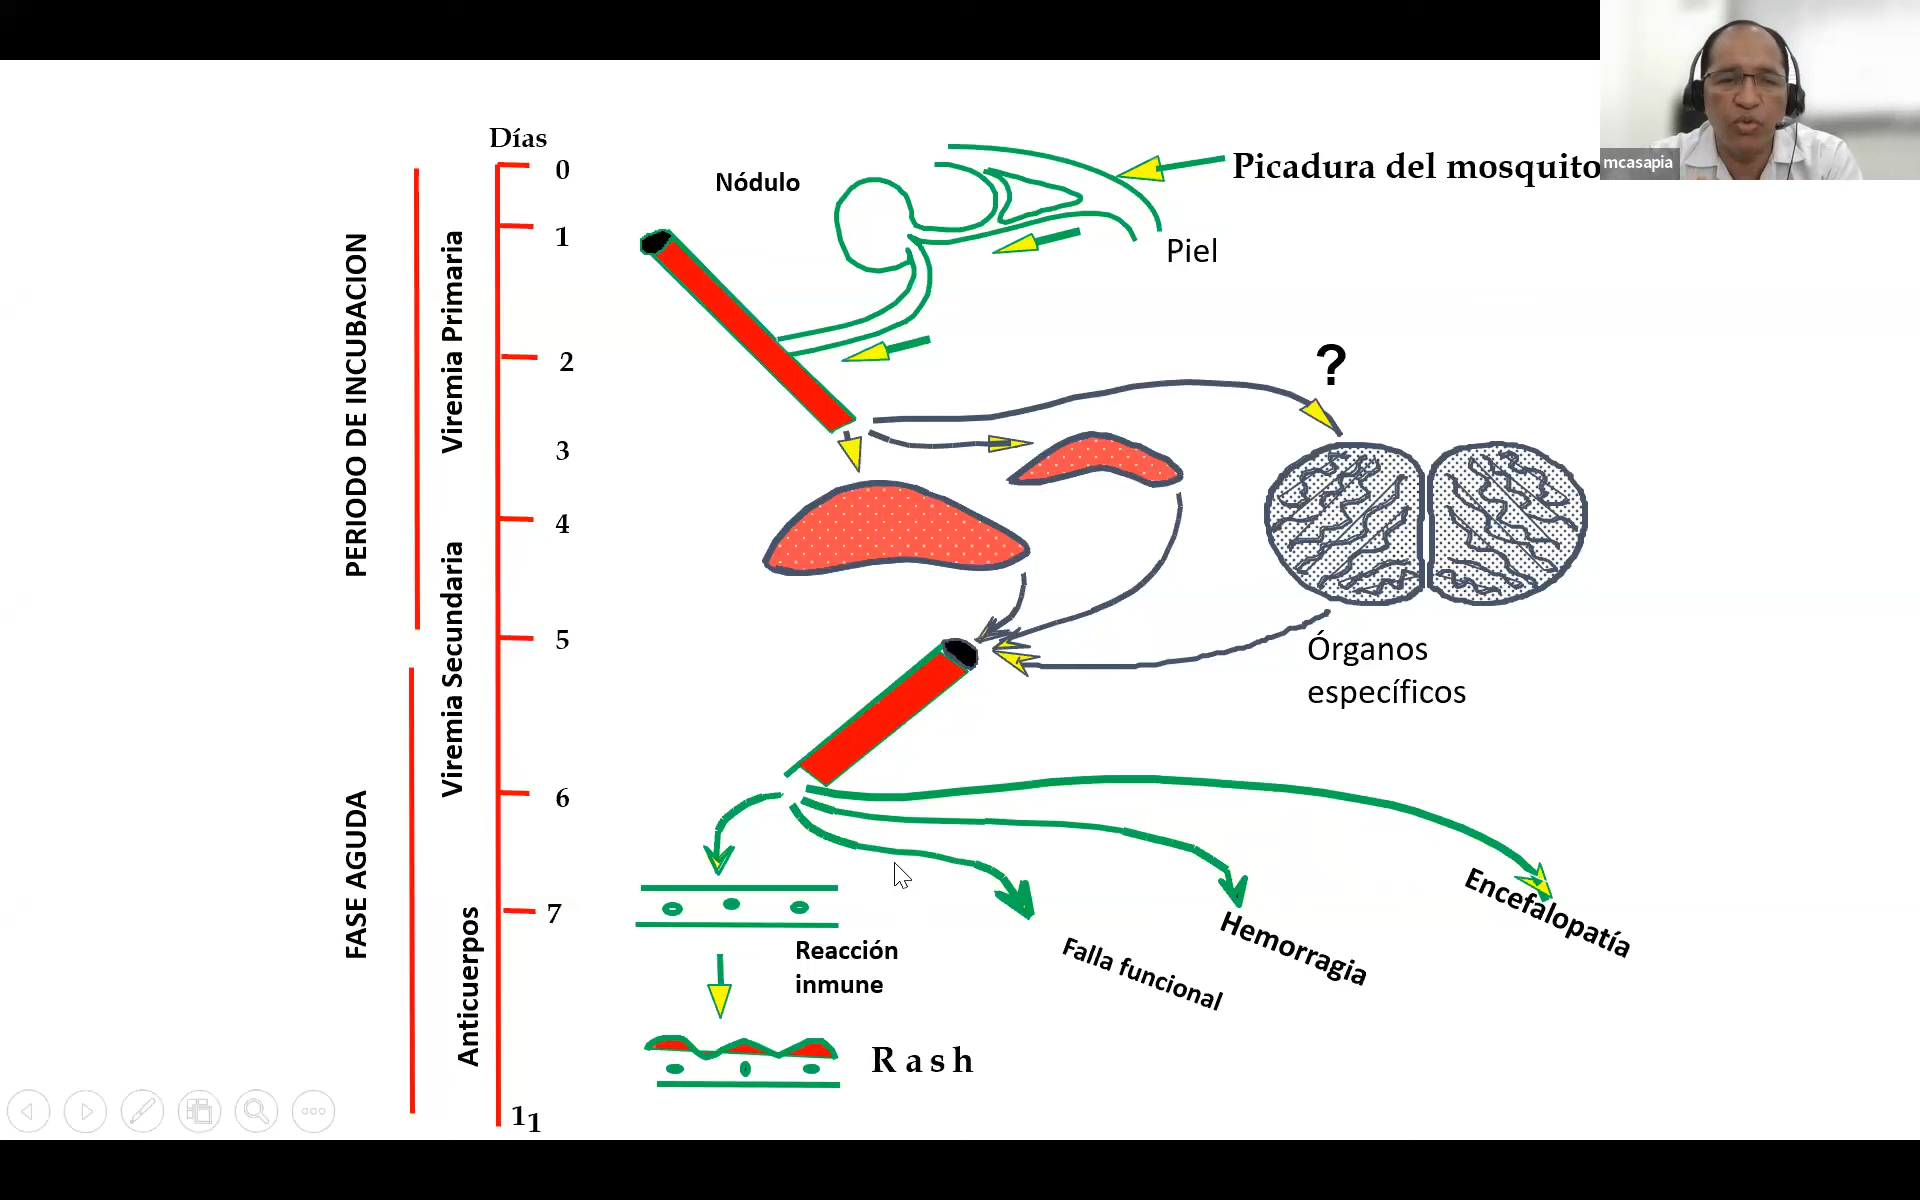 mcasapia
Días
0
1
2
3
4
5
6
7
11
PERIODO DE INCUBACION
FASE AGUDA
Viremia Primaria
Viremia Secundaria
Anticuerpos
Nódulo
Picadura del mosquito
Piel
?
Órganos
específicos
Reacción
inmune
Rash
Falla funcional
Hemorragia
Encefalopatía